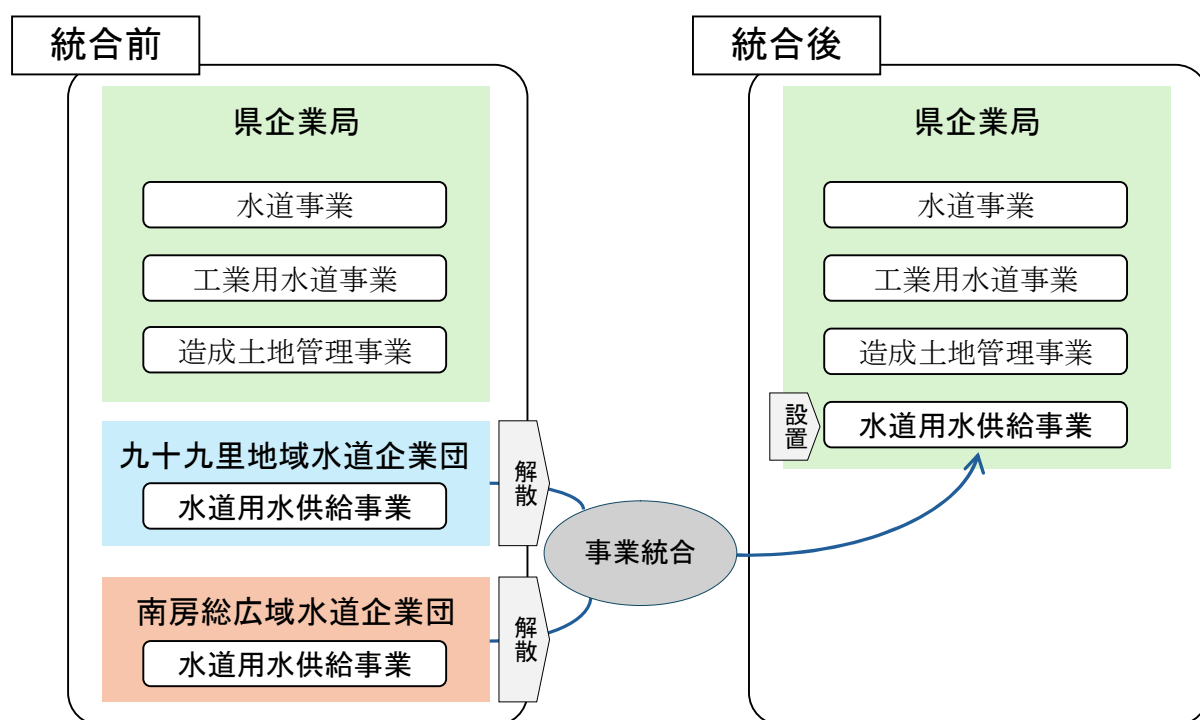 統合前
県企業局
水道事業
工業用水道事業
造成土地管理事業
九十九里地域水道企業団
水道用水供給事業
解散
南房総広域水道企業団
水道用水供給事業
解散
事業統合
統合後
県企業局
水道事業
工業用水道事業
造成土地管理事業
設置
水道用水供給事業